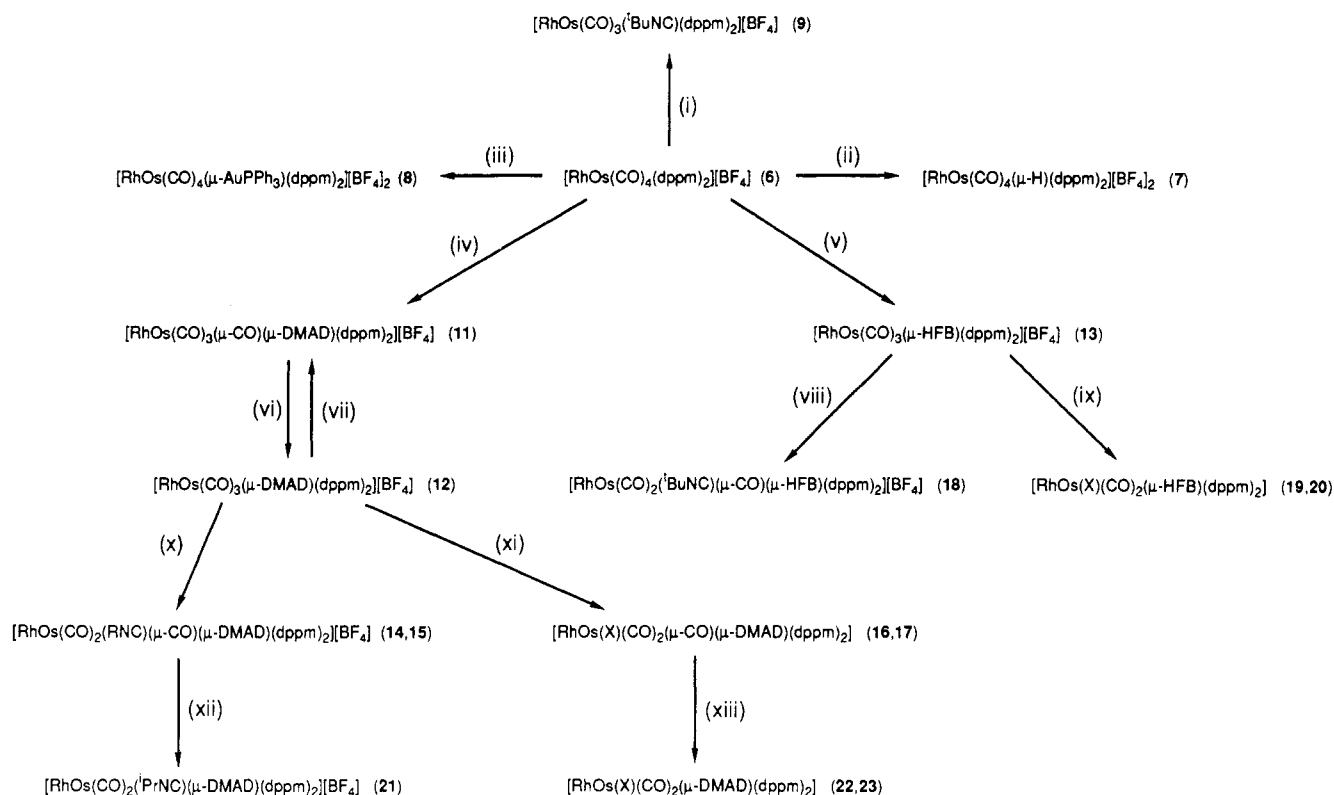 [RhOs(CO)₃(ᵗBuNC)(dppm)₂][BF₄] (9)
(i)
(iii)
(ii)
[RhOs(CO)₄(μ-AuPPh₃)(dppm)₂][BF₄]₂ (8)
[RhOs(CO)₄(dppm)₂][BF₄] (6)
[RhOs(CO)₄(μ-H)(dppm)₂][BF₄]₂ (7)
(iv)
(v)
[RhOs(CO)₃(μ-CO)(μ-DMAD)(dppm)₂][BF₄] (11)
[RhOs(CO)₃(μ-HFB)(dppm)₂][BF₄] (13)
(vi)
(vii)
(viii)
(ix)
[RhOs(CO)₃(μ-DMAD)(dppm)₂][BF₄] (12)
[RhOs(CO)₂(ᵗBuNC)(μ-CO)(μ-HFB)(dppm)₂][BF₄] (18)
[RhOs(X)(CO)₂(μ-HFB)(dppm)₂] (19,20)
(x)
(xi)
[RhOs(CO)₂(RNC)(μ-CO)(μ-DMAD)(dppm)₂][BF₄] (14,15)
[RhOs(X)(CO)₂(μ-CO)(μ-DMAD)(dppm)₂] (16,17)
(xii)
(xiii)
[RhOs(CO)₂(ⁱPrNC)(μ-DMAD)(dppm)₂][BF₄] (21)
[RhOs(X)(CO)₂(μ-DMAD)(dppm)₂] (22,23)